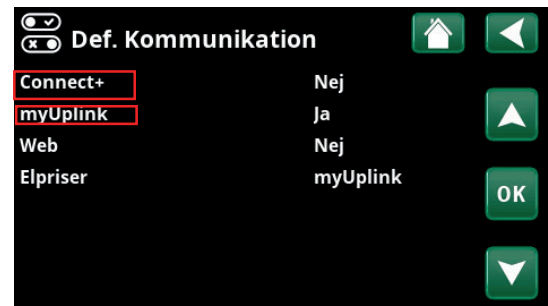 Def. Kommunikation
Connect+ Nej
myUplink Ja
Web Nej
Elpriser myUplink
OK